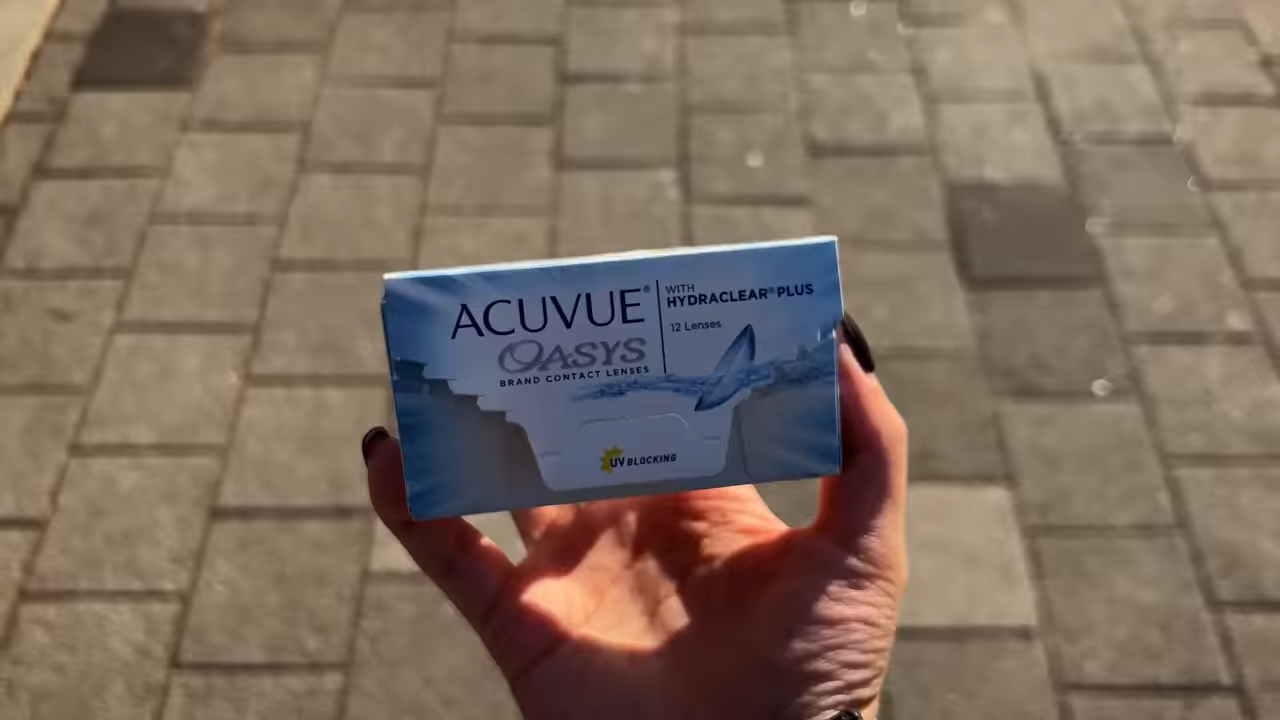 ACUVUE®
OASYS
BRAND CONTACT LENSES
WITH
HYDRACLEAR® PLUS
12 Lenses
UV BLOCKING